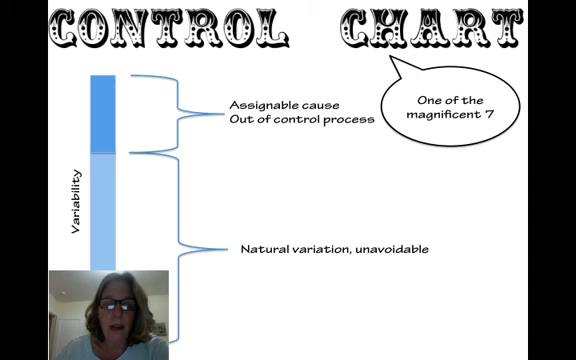 CONTROL CHART
One of the
magnificent 7
Assignable cause
Out of control process
Variability
Natural variation, unavoidable